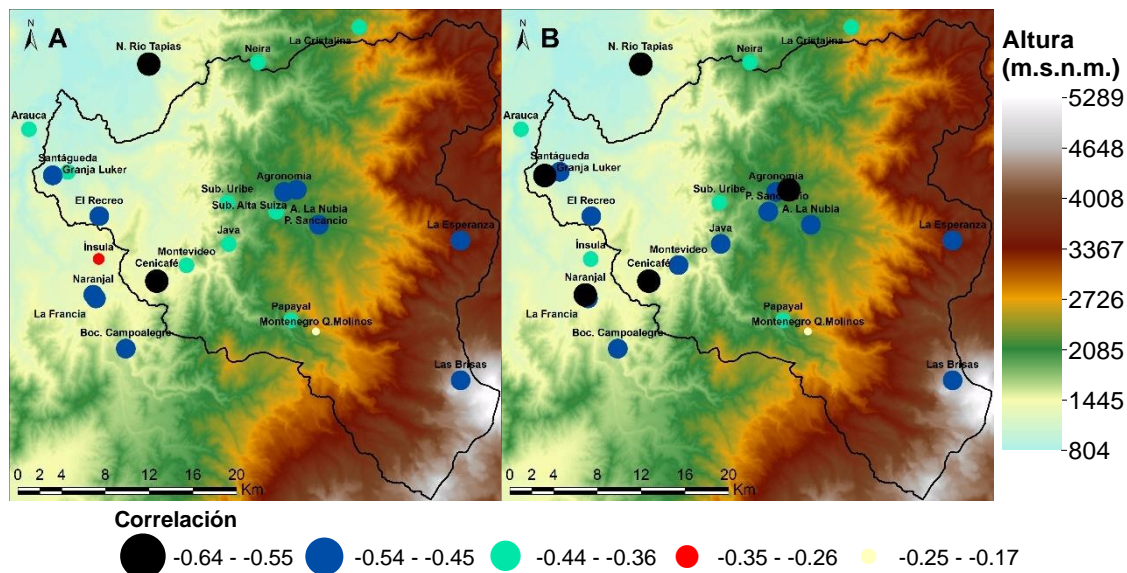 N
A
N. Rio Tapias
Neira
La Cristalina
Arauca
Santágueda
Granja Luker
Agronomia
Sub. Uribe
El Recreo
Sub. Alta Suiza
A. La Nubia
P. Sancancio
Java
La Esperanza
Ínsula
Montevideo
Cenicafé
Naranjal
La Francia
Papayal
Montenegro Q.Molinos
Boc. Campoalegre
Las Brisas
0 2 4 8 12 16 20
Km
N
B
N. Rio Tapias
Neira
La Cristalina
Arauca
Santágueda
Granja Luker
Agronomia
Sub. Uribe
P. Sancancio
El Recreo
A. La Nubia
Java
La Esperanza
Ínsula
Montevideo
Cenicafé
Naranjal
La Francia
Papayal
Montenegro Q.Molinos
Boc. Campoalegre
Las Brisas
0 2 4 8 12 16 20
Km
Altura
(m.s.n.m.)
5289
4648
4008
3367
2726
2085
1445
804
Correlación
-0.64 - -0.55
-0.54 - -0.45
-0.44 - -0.36
-0.35 - -0.26
-0.25 - -0.17